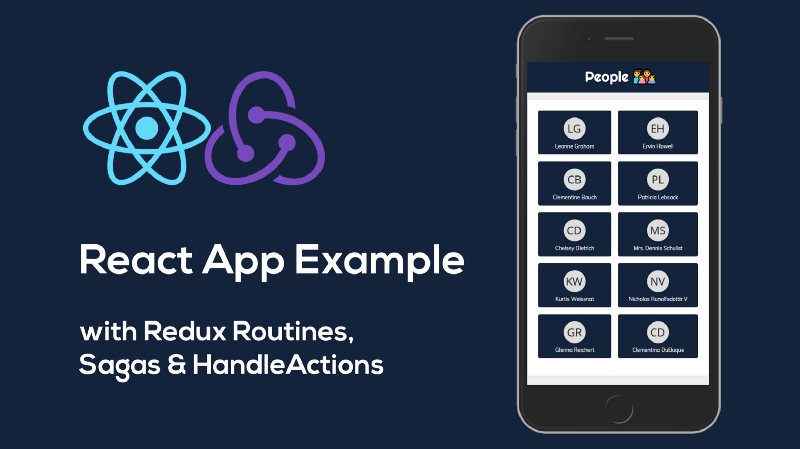 React App Example
with Redux Routines,
Sagas & HandleActions
People
LG
Leanne Graham
EH
Ervin Howell
CB
Clementine Bauch
PL
Patricia Lebsack
CD
Chelsey Dietrich
MS
Mrs. Dennis Schulist
KW
Kurtis Weissnat
NV
Nicholas Runolfsdottir V
GR
Glenna Reichert
CD
Clementina DuBuque